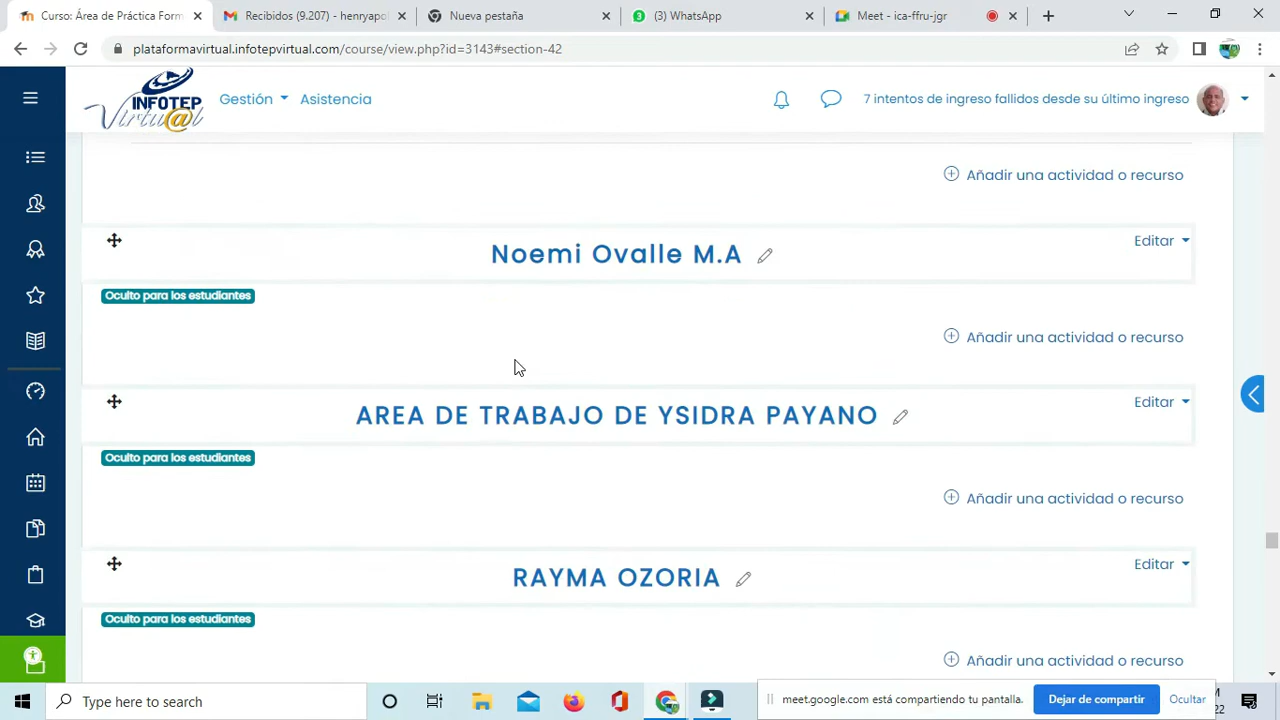 Curso: Área de Práctica Form
Recibidos (9.207) - henryapol
Nueva pestaña
(3) WhatsApp
Meet - ica-ffru-jgr
plataformavirtual.infotepvirtual.com/course/view.php?id=3143#section-42
INFOTEP
Virtu@l
Gestión
Asistencia
7 intentos de ingreso fallidos desde su último ingreso
Añadir una actividad o recurso
Noemi Ovalle M.A
Editar
Oculto para los estudiantes
Añadir una actividad o recurso
AREA DE TRABAJO DE YSIDRA PAYANO
Editar
Oculto para los estudiantes
Añadir una actividad o recurso
RAYMA OZORIA
Editar
Oculto para los estudiantes
Añadir una actividad o recurso
Type here to search
meet.google.com está compartiendo tu pantalla.
Dejar de compartir
Ocultar